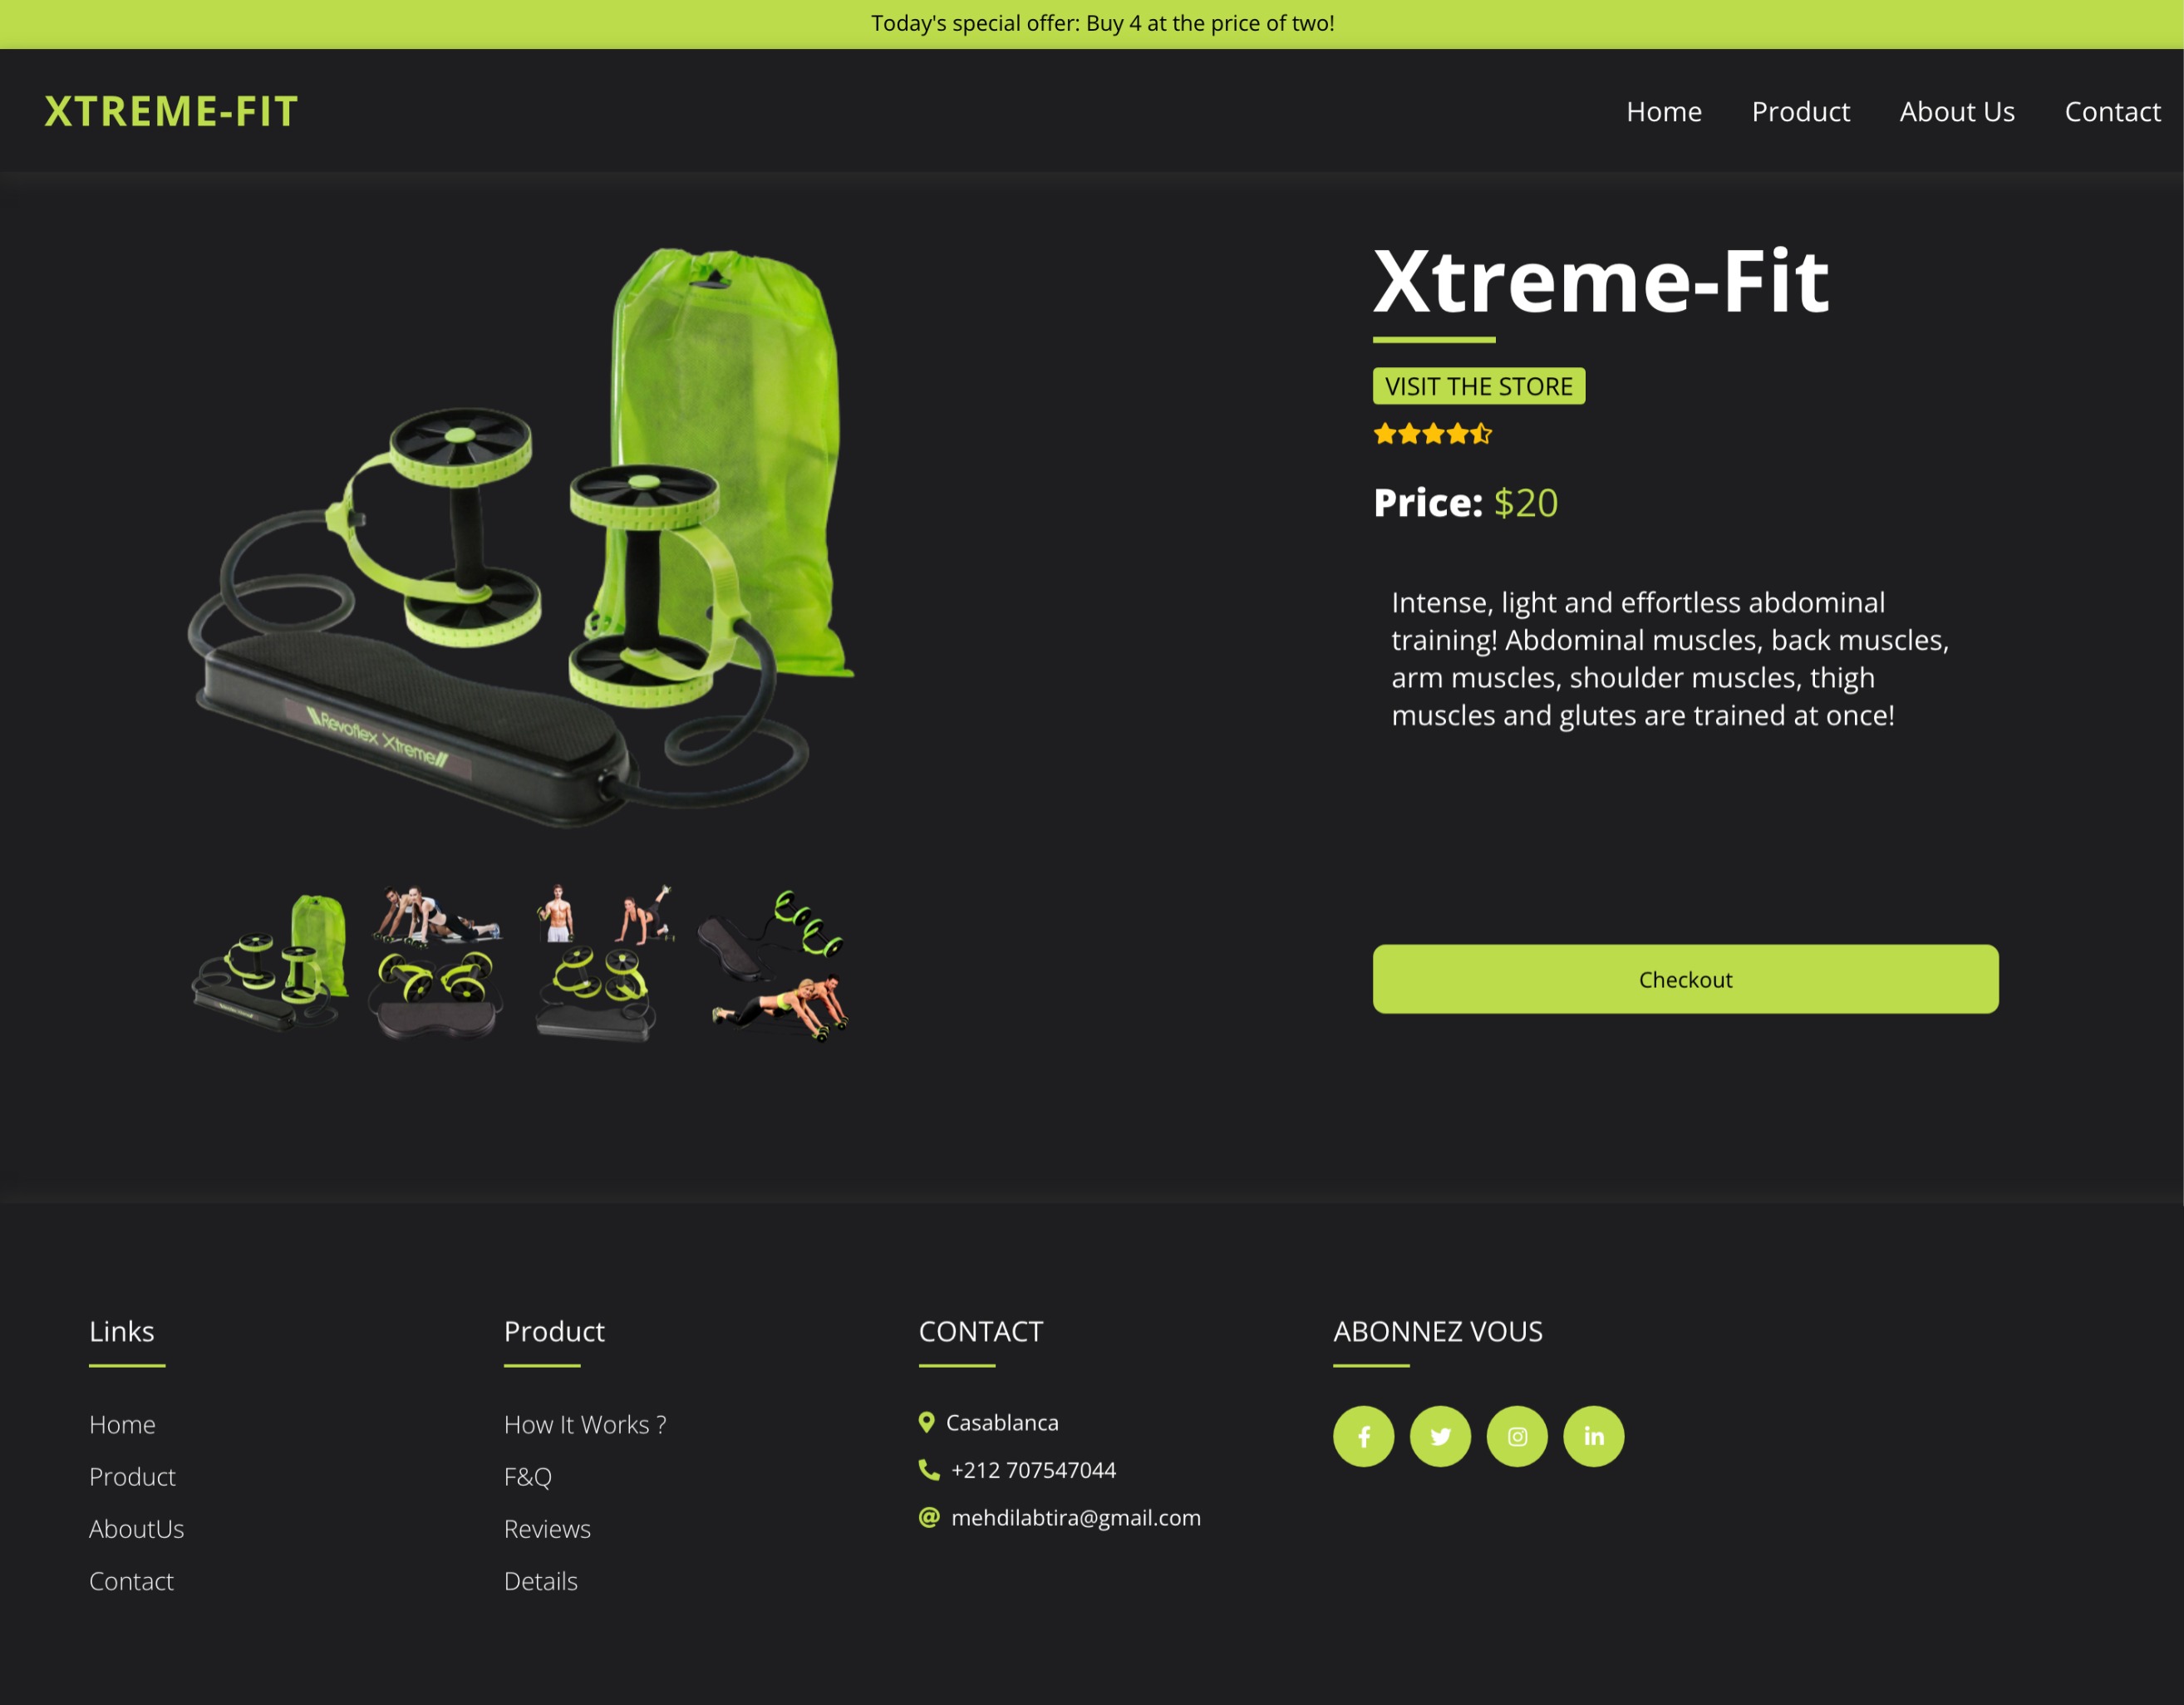 Today's special offer: Buy 4 at the price of two!
XTREME-FIT
Home
Product
About Us
Contact
Xtreme-Fit
VISIT THE STORE
Price: $20
Intense, light and effortless abdominal
training! Abdominal muscles, back muscles,
arm muscles, shoulder muscles, thigh
muscles and glutes are trained at once!
Revoflex Xtreme
Checkout
Links
Home
Product
AboutUs
Contact
Product
How It Works ?
F&Q
Reviews
Details
CONTACT
Casablanca
+212 707547044
mehdilabtira@gmail.com
ABONNEZ VOUS